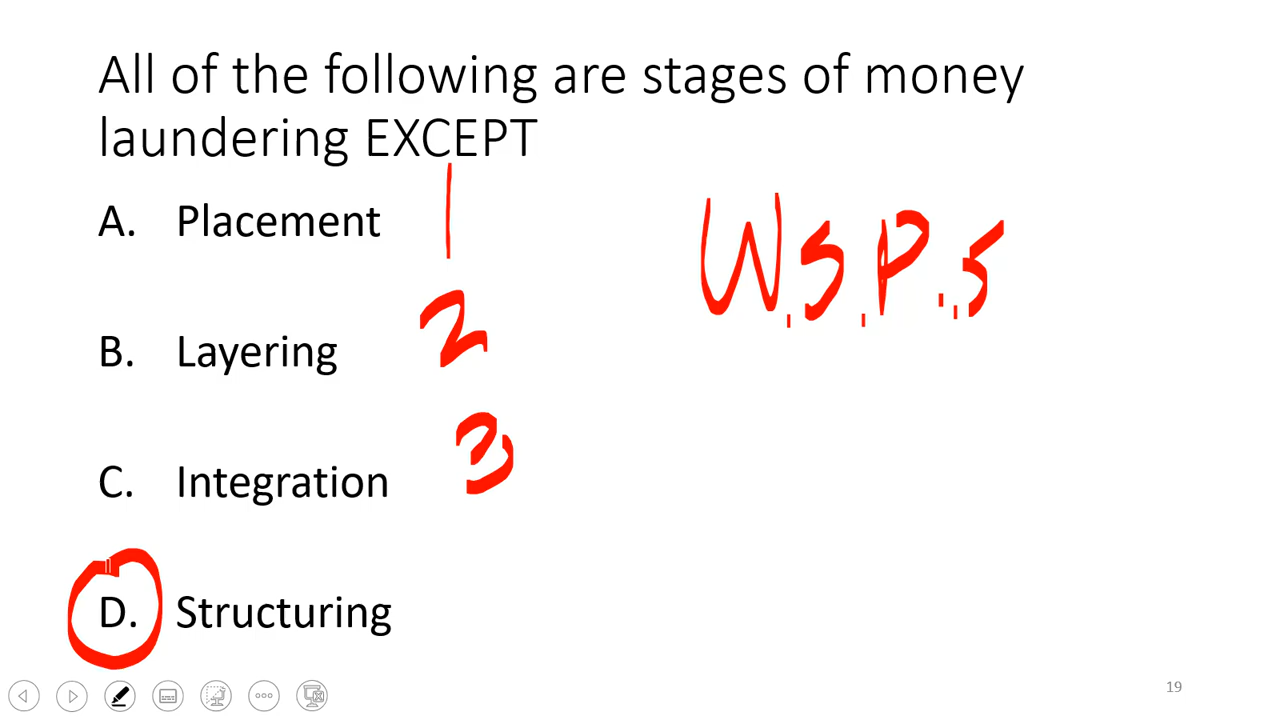 All of the following are stages of money
laundering EXCEPT
A. Placement 1
W.S.P.S
B. Layering 2
C. Integration 3
D. Structuring
19